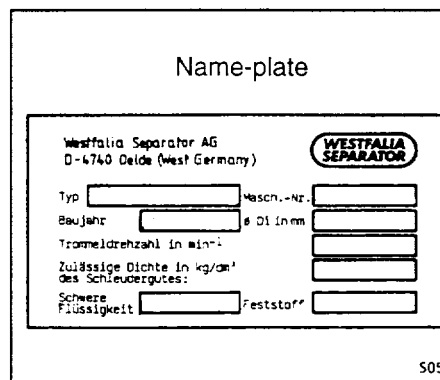 Name-plate
Westfalia Separator AG
D-4740 Oelde (West Germany)
WESTFALIA
SEPARATOR
Typ Masch.-Nr.
Baujahr ø Di in mm
Trommeldrehzahl in min⁻¹
Zulässige Dichte in kg/dm³
des Schleudergutes:
Schwere
Flüssigkeit Feststoff
S05